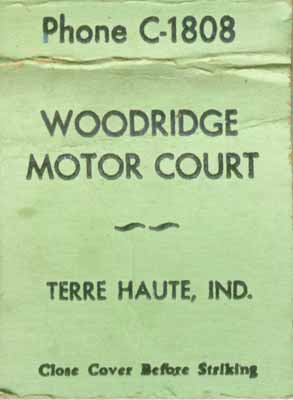 Phone C-1808
WOODRIDGE
MOTOR COURT
TERRE HAUTE, IND.
Close Cover Before Striking